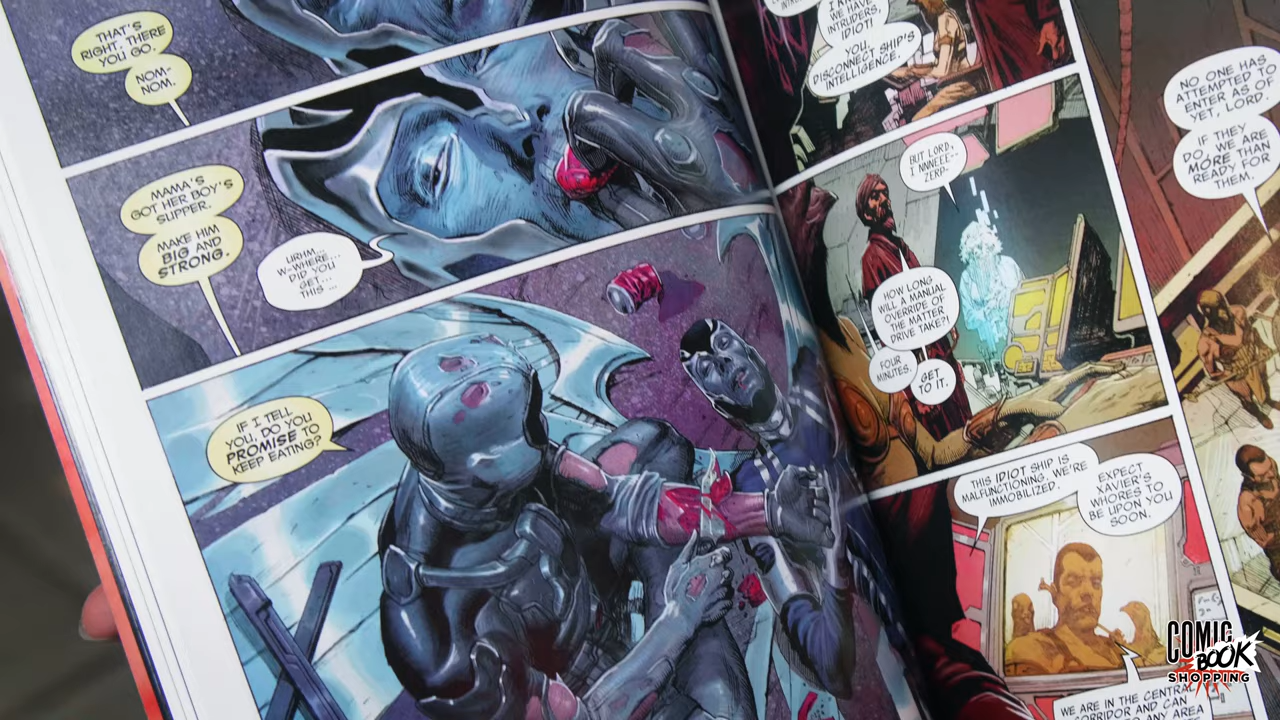 THAT'S
RIGHT. THERE
YOU GO.
NOM-
NOM.
MAMA'S
GOT HER BOY'S
SUPPER.
MAKE HIM
BIG AND
STRONG.
URHM...
W-WHERE...
DID YOU
GET...
THIS...
IF I TELL
YOU, DO YOU
PROMISE TO
KEEP EATING?
WE HAVE
INTRUDERS,
IDIOT!
YOU.
DISCONNECT SHIP'S
INTELLIGENCE.
BUT LORD,
I NNNEEE--
ZERP--
HOW LONG
WILL A MANUAL
OVERRIDE OF
THE MATTER
DRIVE TAKE?!
FOUR
MINUTES.
GET
TO IT.
THIS IDIOT SHIP IS
MALFUNCTIONING. WE'RE
IMMOBILIZED.
EXPECT
XAVIER'S
WHORES TO
BE UPON YOU
SOON.
WE ARE IN THE CENTRAL
CORRIDOR AND CAN
ANY AREA
NO ONE HAS
ATTEMPTED TO
ENTER AS OF
YET, LORD.
IF THEY
DO, WE ARE
MORE THAN
READY FOR
THEM.
COMIC
BOOK
SHOPPING